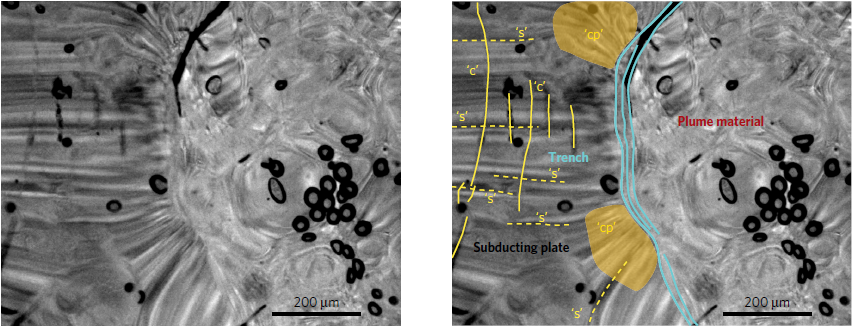 200 μm
's'
'cp'
'c'
'c'
's'
Plume material
Trench
's'
's'
's'
'cp'
Subducting plate
's'
200 μm